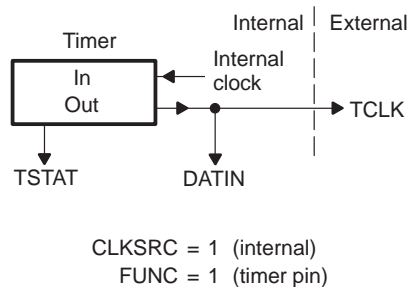 Internal External
Timer
Internal
clock
In
Out
TCLK
TSTAT
DATIN
CLKSRC = 1 (internal)
FUNC = 1 (timer pin)